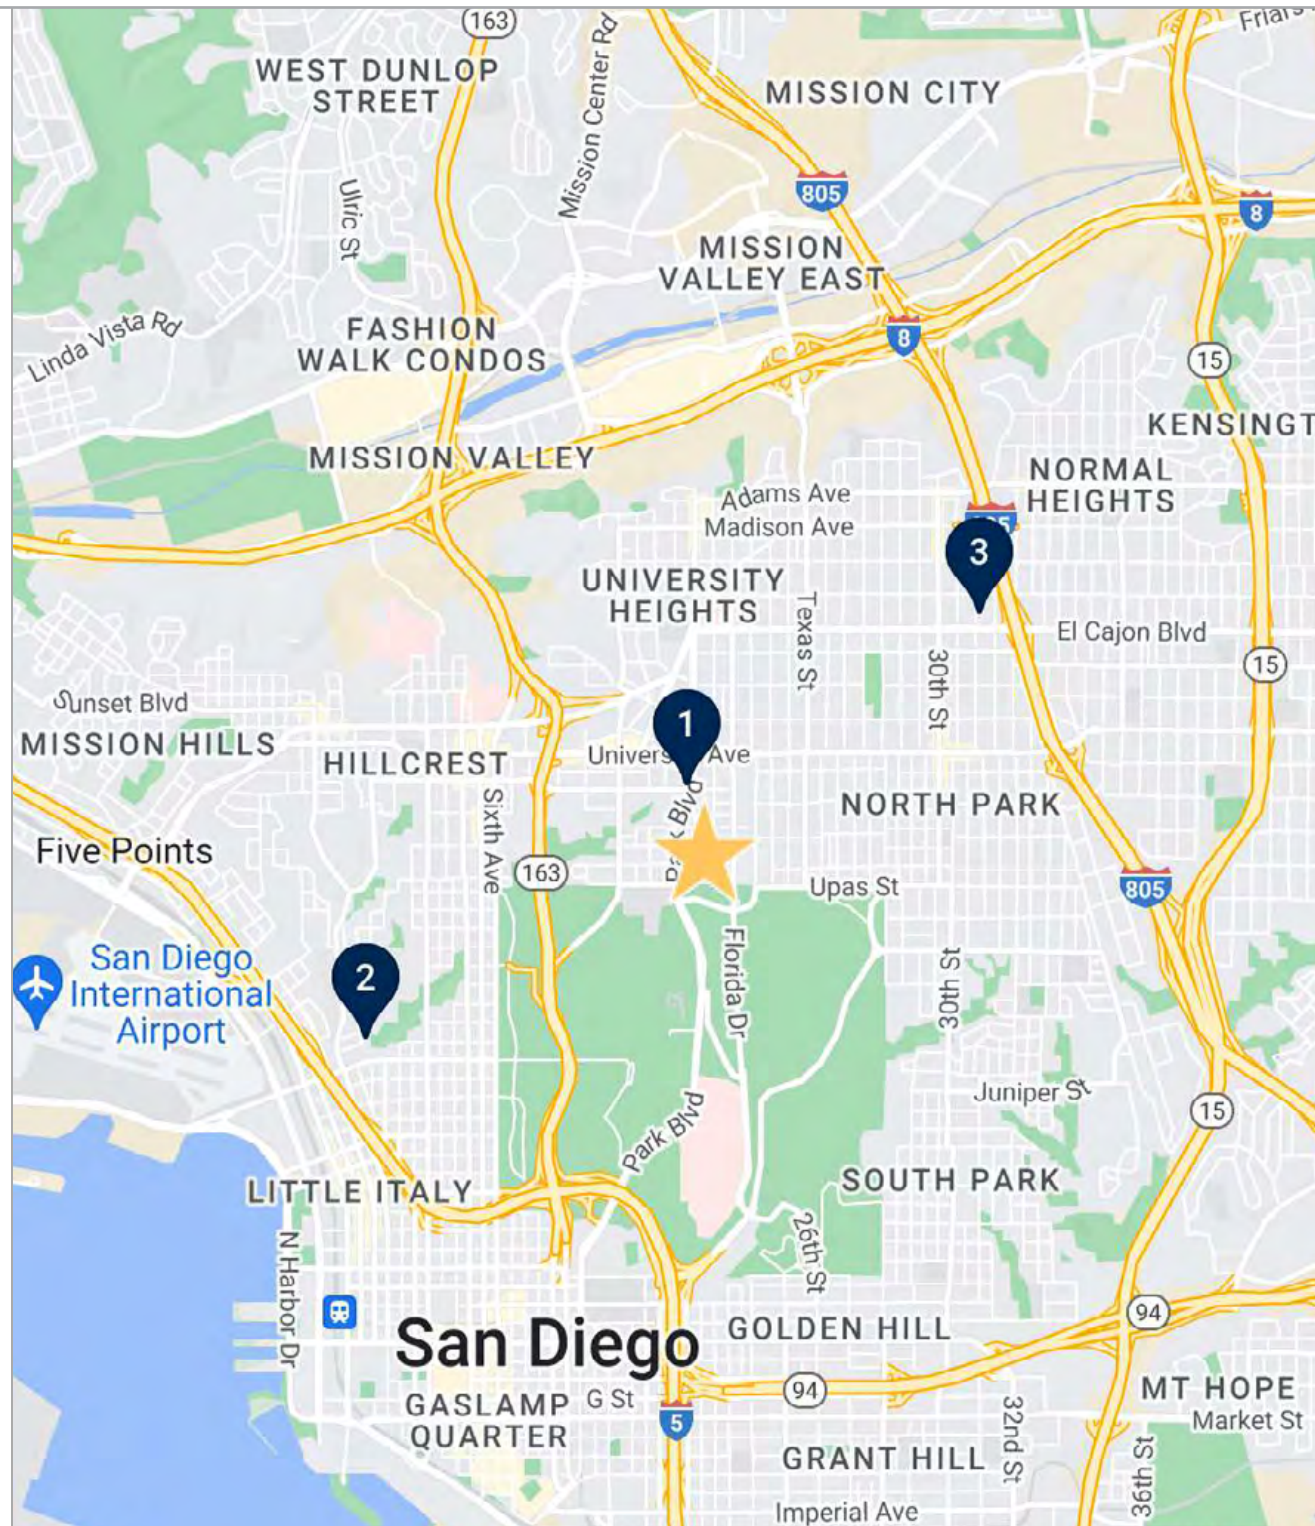 163
Friars
WEST DUNLOP
STREET
Mission Center Rd
MISSION CITY
Ulric St
805
8
MISSION
VALLEY EAST
Linda Vista Rd
FASHION
WALK CONDOS
8
15
KENSINGT
MISSION VALLEY
NORMAL
HEIGHTS
Adams Ave
Madison Ave
3
UNIVERSITY
HEIGHTS
Texas St
El Cajon Blvd
30th St
15
Sunset Blvd
MISSION HILLS
HILLCREST
1
Ave
Sixth Ave
Blvd
NORTH PARK
Five Points
163
Upas St
805
San Diego
International
Airport
2
Florida Dr
30th St
Juniper St
15
Park Blvd
LITTLE ITALY
SOUTH PARK
26th St
N Harbor Dr
San Diego
GOLDEN HILL
94
94
GASLAMP
QUARTER
G St
5
MT HOPE
Market St
32nd St
GRANT HILL
36th St
Imperial Ave